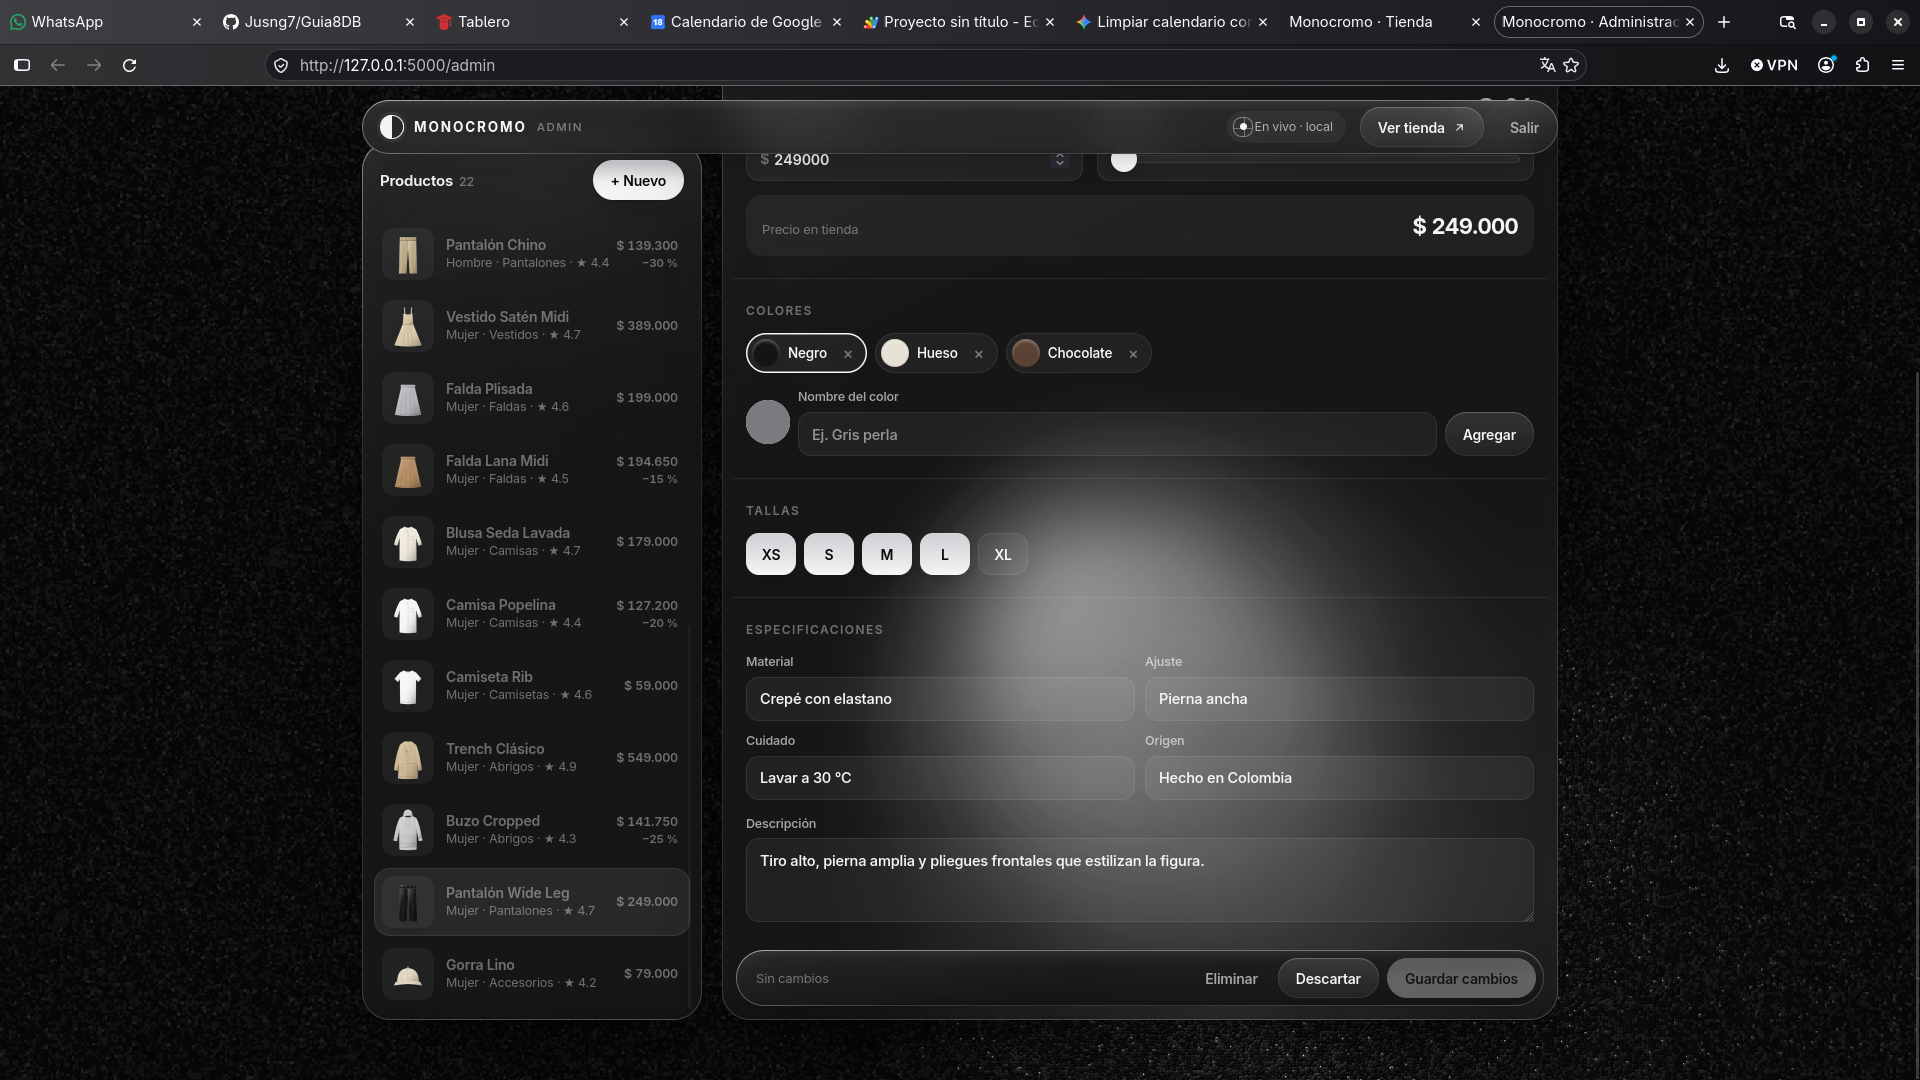 WhatsApp
Jusng7/Guia8DB
Tablero
Calendario de Google
Proyecto sin título - Ed
Limpiar calendario co
Monocromo · Tienda
Monocromo · Administrac
http://127.0.0.1:5000/admin
VPN
MONOCROMO ADMIN
En vivo · local
Ver tienda
Salir
Productos 22
+ Nuevo
Pantalón Chino
$ 139.300
Hombre · Pantalones · ★ 4.4
−30 %
Vestido Satén Midi
Mujer · Vestidos · ★ 4.7
$ 389.000
Falda Plisada
Mujer · Faldas · ★ 4.6
$ 199.000
Falda Lana Midi
$ 194.650
Mujer · Faldas · ★ 4.5
−15 %
Blusa Seda Lavada
Mujer · Camisas · ★ 4.7
$ 179.000
Camisa Popelina
$ 127.200
Mujer · Camisas · ★ 4.4
−20 %
Camiseta Rib
Mujer · Camisetas · ★ 4.6
$ 59.000
Trench Clásico
Mujer · Abrigos · ★ 4.9
$ 549.000
Buzo Cropped
$ 141.750
Mujer · Abrigos · ★ 4.3
−25 %
Pantalón Wide Leg
Mujer · Pantalones · ★ 4.7
$ 249.000
Gorra Lino
Mujer · Accesorios · ★ 4.2
$ 79.000
$ 249000
Precio en tienda
$ 249.000
COLORES
Negro ×
Hueso ×
Chocolate ×
Nombre del color
Ej. Gris perla
Agregar
TALLAS
XS
S
M
L
XL
ESPECIFICACIONES
Material
Ajuste
Crepé con elastano
Pierna ancha
Cuidado
Origen
Lavar a 30 °C
Hecho en Colombia
Descripción
Tiro alto, pierna amplia y pliegues frontales que estilizan la figura.
Sin cambios
Eliminar
Descartar
Guardar cambios